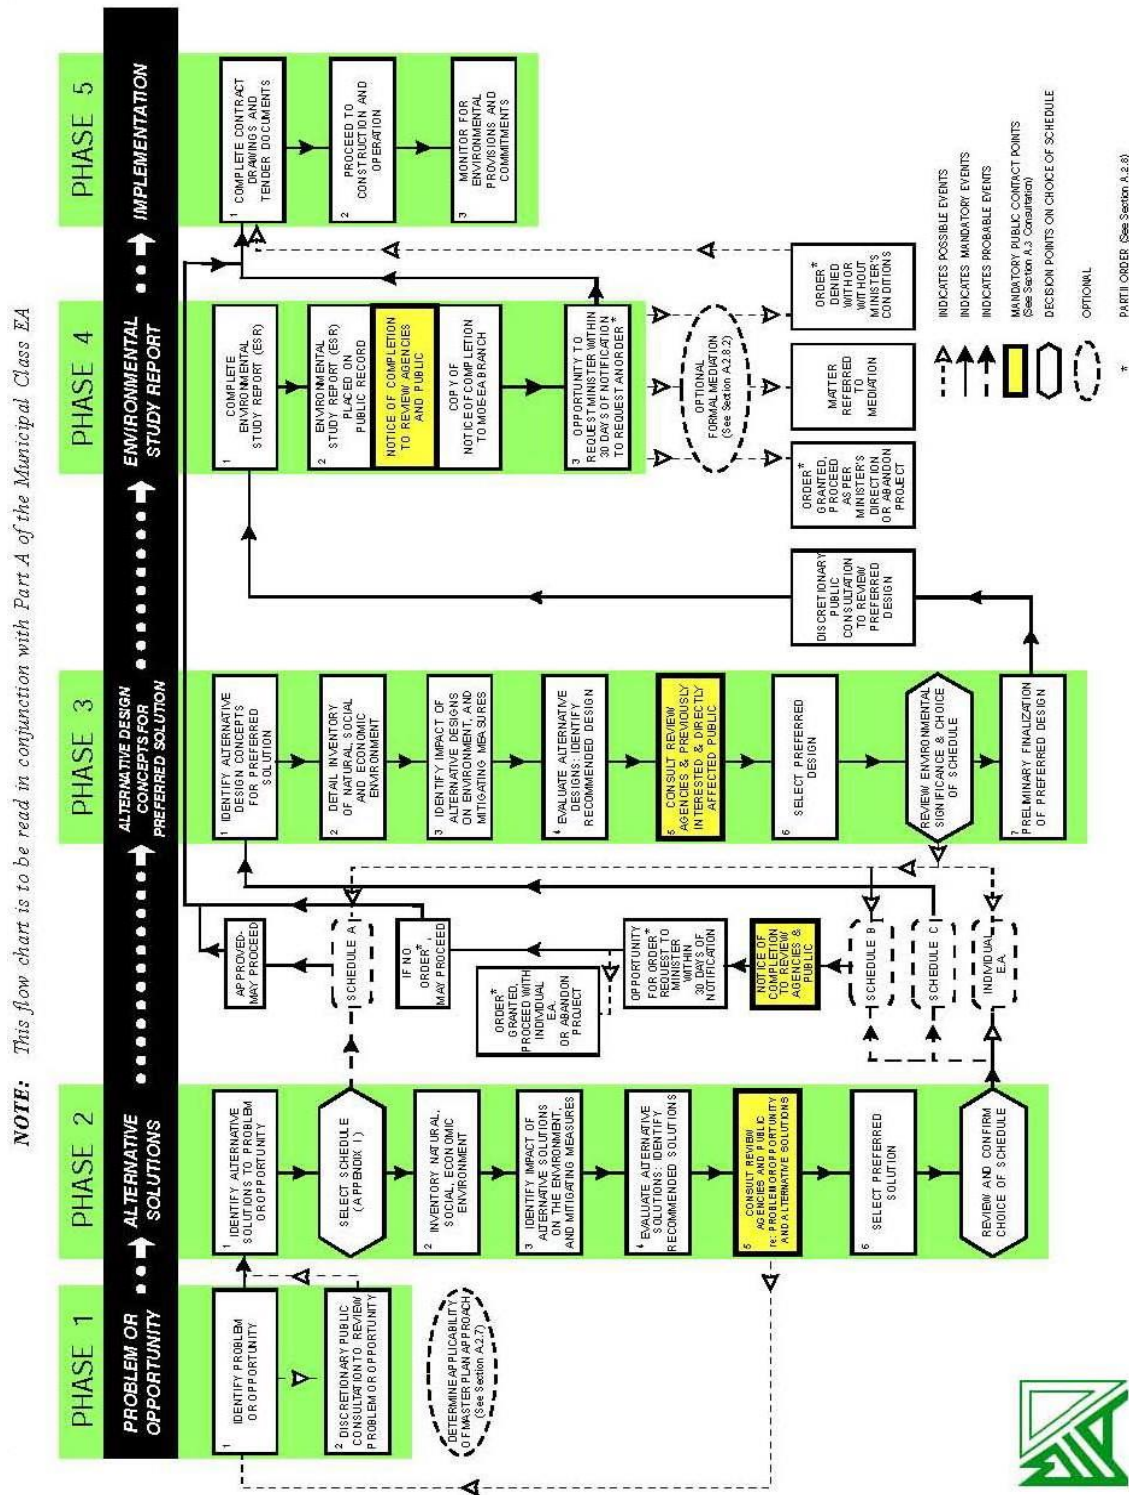 NOTE: This flow chart is to be read in conjunction with Part A of the Municipal Class EA
PHASE 1
PROBLEM OR
OPPORTUNITY
1 IDENTIFY PROBLEM
OR OPPORTUNITY
2 DISCRETIONARY PUBLIC
CONSULTATION TO REVIEW
PROBLEM OR OPPORTUNITY
DETERMINE APPLICABILITY
OF MASTER PLAN APPROACH
(See Section A.2.7)
PHASE 2
ALTERNATIVE
SOLUTIONS
1 IDENTIFY ALTERNATIVE
SOLUTIONS TO PROBLEM
OR OPPORTUNITY
SELECT SCHEDULE
(APPENDIX I)
2 INVENTORY NATURAL,
SOCIAL, ECONOMIC
ENVIRONMENT
3 IDENTIFY IMPACT OF
ALTERNATIVE SOLUTIONS
ON THE ENVIRONMENT,
AND MITIGATING MEASURES
4 EVALUATE ALTERNATIVE
SOLUTIONS: IDENTIFY
RECOMMENDED SOLUTIONS
5 CONSULT REVIEW
AGENCIES AND PUBLIC
re: PROBLEM OR OPPORTUNITY
AND ALTERNATIVE SOLUTIONS
6 SELECT PREFERRED
SOLUTION
REVIEW AND CONFIRM
CHOICE OF SCHEDULE
APPROVED-
MAY PROCEED
SCHEDULE A
IF NO
ORDER*,
MAY PROCEED
ORDER*
GRANTED,
PROCEED WITH
INDIVIDUAL
E.A.
OR ABANDON
PROJECT
OPPORTUNITY
FOR ORDER*
REQUEST TO
MINISTER
WITHIN
30 DAYS OF
NOTIFICATION
NOTICE OF
COMPLETION
TO REVIEW
AGENCIES &
PUBLIC
SCHEDULE B
SCHEDULE C
INDIVIDUAL
E.A.
PHASE 3
ALTERNATIVE DESIGN
CONCEPTS FOR
PREFERRED SOLUTION
1 IDENTIFY ALTERNATIVE
DESIGN CONCEPTS
FOR PREFERRED
SOLUTION
2 DETAIL INVENTORY
OF NATURAL SOCIAL
AND ECONOMIC
ENVIRONMENT
3 IDENTIFY IMPACT OF
ALTERNATIVE DESIGNS
ON ENVIRONMENT, AND
MITIGATING MEASURES
4 EVALUATE ALTERNATIVE
DESIGNS: IDENTIFY
RECOMMENDED DESIGN
5 CONSULT REVIEW
AGENCIES & PREVIOUSLY
INTERESTED & DIRECTLY
AFFECTED PUBLIC
6 SELECT PREFERRED
DESIGN
REVIEW ENVIRONMENTAL
SIGNIFICANCE & CHOICE
OF SCHEDULE
7 PRELIMINARY FINALIZATION
OF PREFERRED DESIGN
DISCRETIONARY
PUBLIC
CONSULTATION
TO REVIEW
PREFERRED
DESIGN
PHASE 4
ENVIRONMENTAL
STUDY REPORT
1 COMPLETE
ENVIRONMENTAL
STUDY REPORT (ESR)
2 ENVIRONMENTAL
STUDY REPORT (ESR)
PLACED ON
PUBLIC RECORD
NOTICE OF COMPLETION
TO REVIEW AGENCIES
AND PUBLIC
COPY OF
NOTICE OF COMPLETION
TO MOE-EA BRANCH
3 OPPORTUNITY TO
REQUEST MINISTER WITHIN
30 DAYS OF NOTIFICATION
TO REQUEST AN ORDER*
OPTIONAL
FORMAL MEDIATION
(See Section A.2.8.2)
ORDER*
GRANTED,
PROCEED
AS PER
MINISTER'S
DIRECTION
OR ABANDON
PROJECT
MATTER
REFERRED
TO
MEDIATION
ORDER*
DENIED
WITH OR
WITHOUT
MINISTER'S
CONDITIONS
PHASE 5
IMPLEMENTATION
1 COMPLETE CONTRACT
DRAWINGS AND
TENDER DOCUMENTS
2 PROCEED TO
CONSTRUCTION AND
OPERATION
3 MONITOR FOR
ENVIRONMENTAL
PROVISIONS AND
COMMITMENTS
INDICATES POSSIBLE EVENTS
INDICATES MANDATORY EVENTS
INDICATES PROBABLE EVENTS
MANDATORY PUBLIC CONTACT POINTS
(See Section A.3 Consultation)
DECISION POINTS ON CHOICE OF SCHEDULE
OPTIONAL
* PART II ORDER (See Section A.2.8)